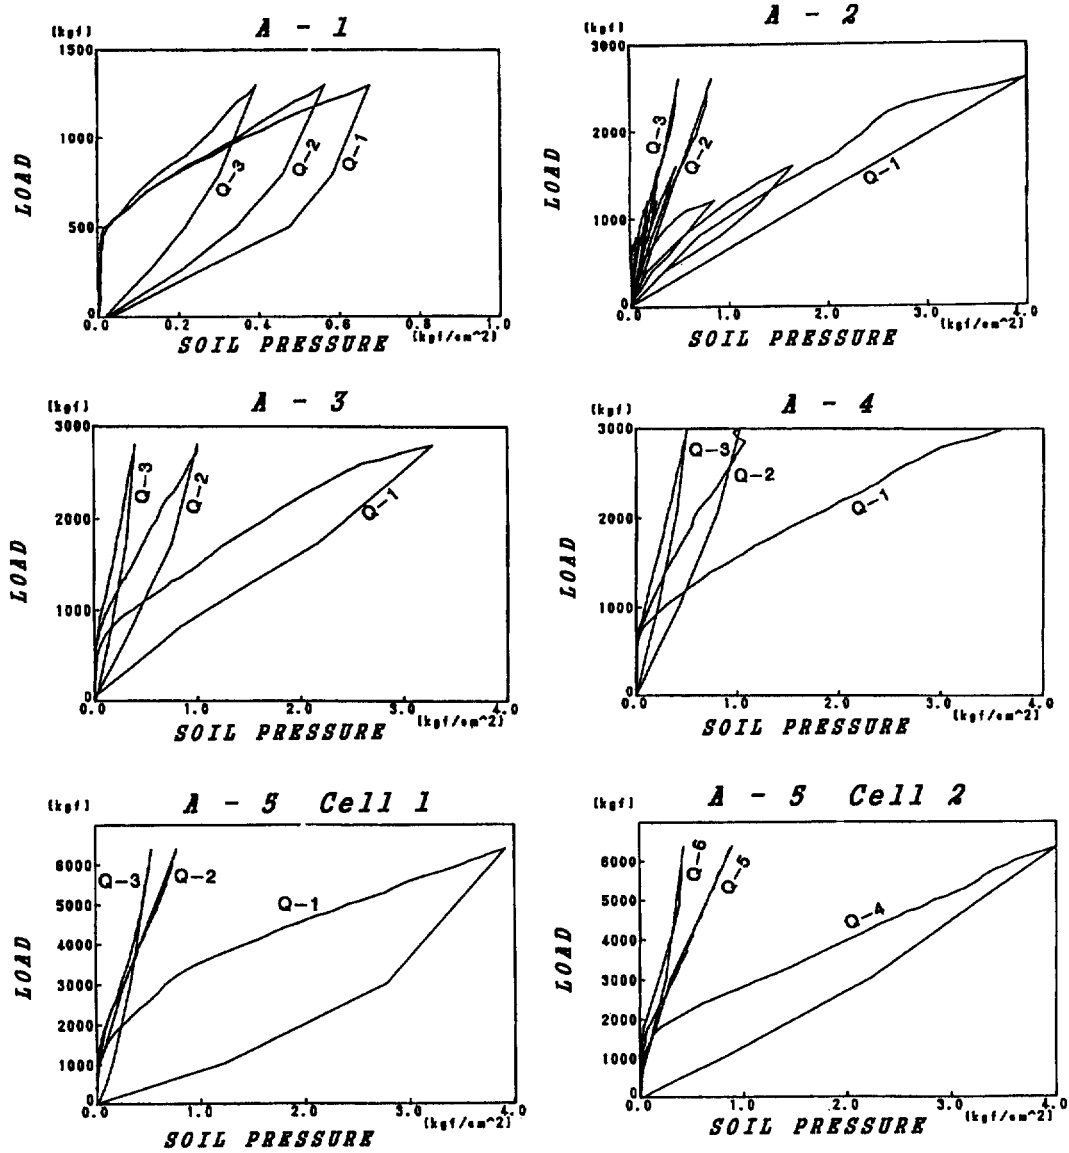 A - 1
[kgf]
1500
1000
500
0
LOAD
Q-3
Q-2
Q-1
0.0 0.2 0.4 0.6 0.8 1.0
SOIL PRESSURE [kgf/cm^2]
A - 2
[kgf]
3000
2000
1000
0
LOAD
Q-3
Q-2
Q-1
0.0 1.0 2.0 3.0 4.0
SOIL PRESSURE [kgf/cm^2]
A - 3
[kgf]
3000
2000
1000
0
LOAD
Q-3
Q-2
Q-1
0.0 1.0 2.0 3.0 4.0
SOIL PRESSURE [kgf/cm^2]
A - 4
[kgf]
3000
2000
1000
0
LOAD
Q-3
Q-2
Q-1
0.0 1.0 2.0 3.0 4.0
SOIL PRESSURE [kgf/cm^2]
A - 5 Cell 1
[kgf]
6000
5000
4000
3000
2000
1000
0
LOAD
Q-3
Q-2
Q-1
0.0 1.0 2.0 3.0 4.0
SOIL PRESSURE [kgf/cm^2]
A - 5 Cell 2
[kgf]
6000
5000
4000
3000
2000
1000
0
LOAD
Q-6
Q-5
Q-4
0.0 1.0 2.0 3.0 4.0
SOIL PRESSURE [kgf/cm^2]